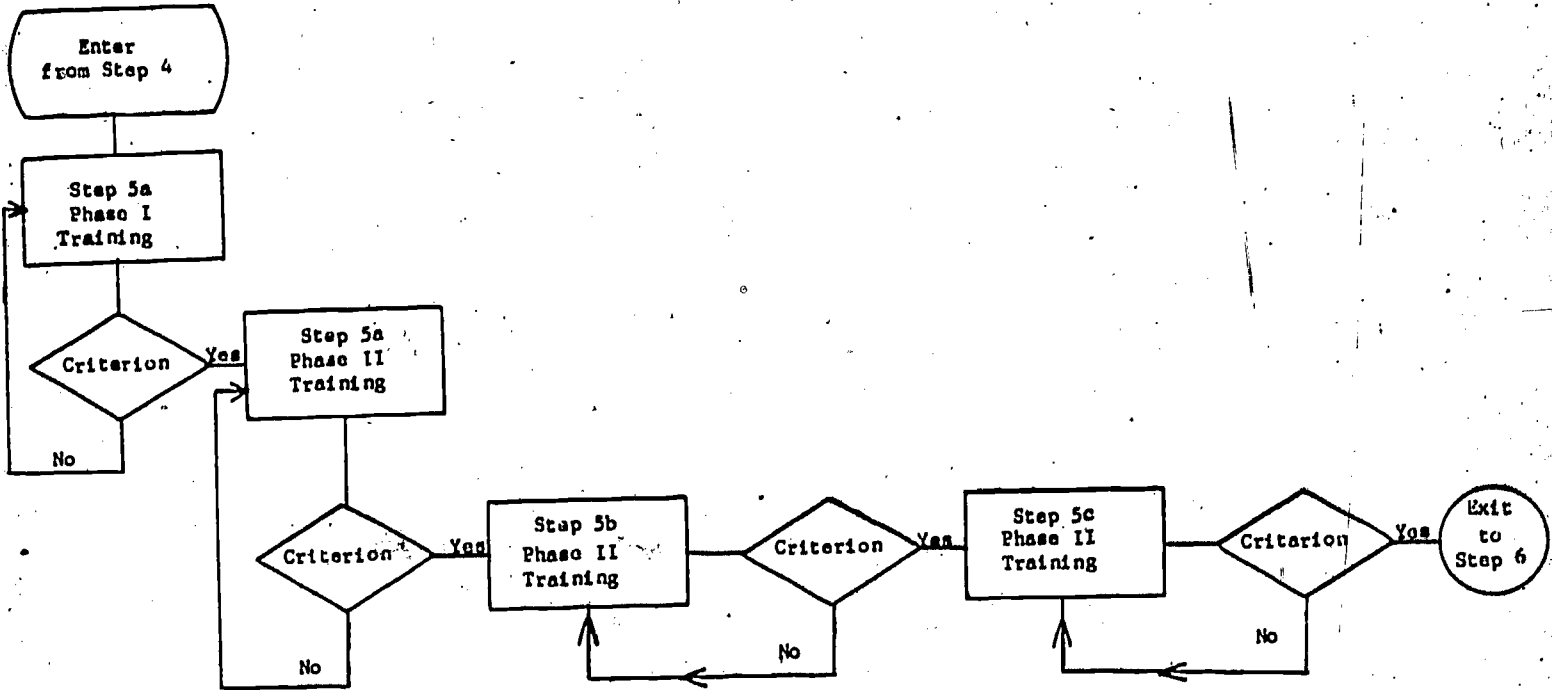 Enter
from Step 4
Step 5a
Phase I
Training
Criterion
Yes
No
Step 5a
Phase II
Training
Criterion
Yes
No
Step 5b
Phase II
Training
Criterion
Yes
No
Step 5c
Phase II
Training
Criterion
Yes
No
Exit
to
Step 6